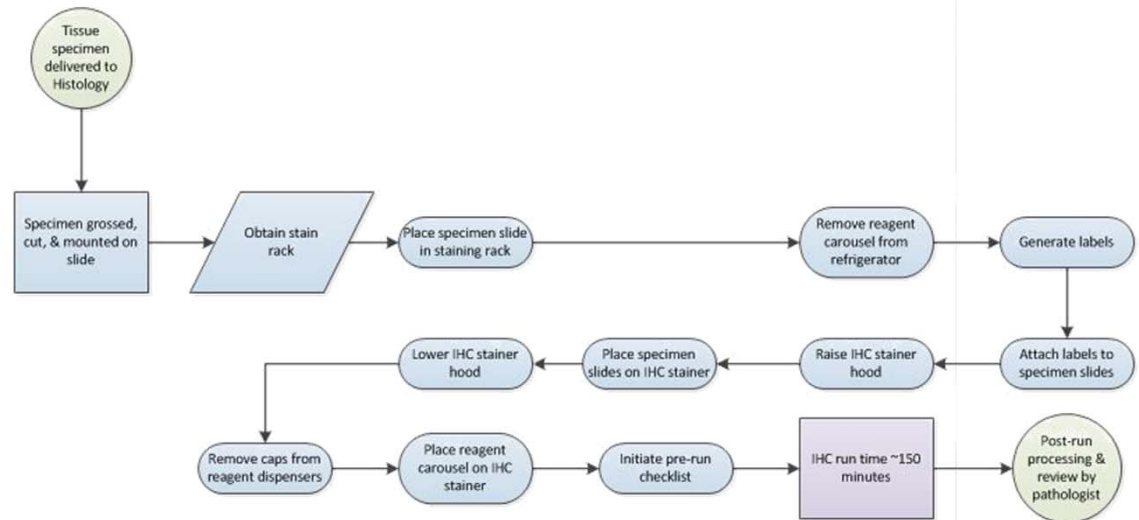 Tissue
specimen
delivered to
Histology
Specimen grossed,
cut, & mounted on
slide
Obtain stain
rack
Place specimen slide
in staining rack
Remove reagent
carousel from
refrigerator
Generate labels
Attach labels to
specimen slides
Raise IHC stainer
hood
Place specimen
slides on IHC stainer
Lower IHC stainer
hood
Remove caps from
reagent dispensers
Place reagent
carousel on IHC
stainer
Initiate pre-run
checklist
IHC run time ~150
minutes
Post-run
processing &
review by
pathologist